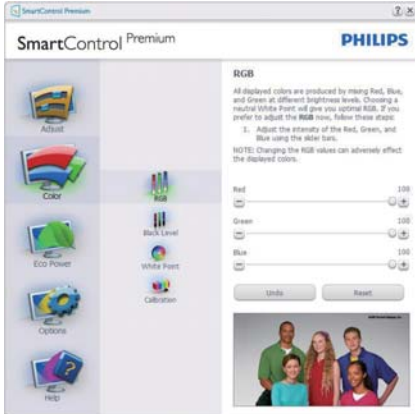 SmartControl Premium
SmartControl Premium
PHILIPS
Adjust
Color
Eco Power
Options
Help
RGB
Black Level
White Point
Calibration
RGB
All displayed colors are produced by mixing Red, Blue,
and Green at different brightness levels. Choosing a
neutral White Point will give you optimal RGB. If you
prefer to adjust the RGB now, follow these steps:
1. Adjust the intensity of the Red, Green, and
Blue using the slider bars.
NOTE: Changing the RGB values can adversely effect
the displayed colors.
Red 100
Green 100
Blue 100
Undo Reset